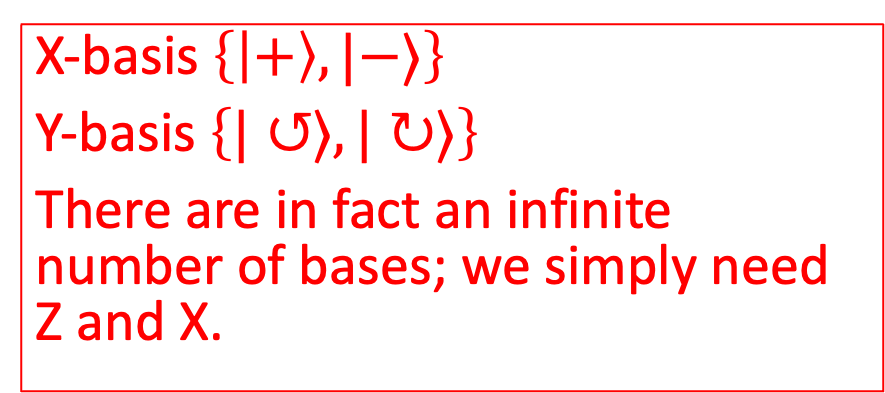 X-basis {|+⟩,|−⟩}
Y-basis {| ↺⟩,| ↻⟩}
There are in fact an infinite
number of bases; we simply need
Z and X.